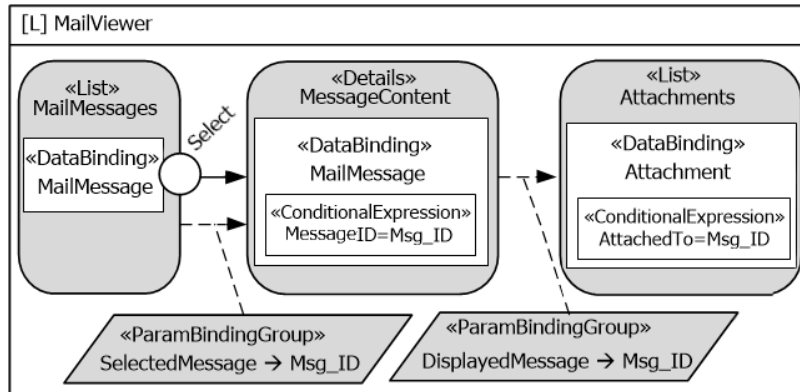 [L] MailViewer
«List»
MailMessages
«DataBinding»
MailMessage
Select
«Details»
MessageContent
«DataBinding»
MailMessage
«ConditionalExpression»
MessageID=Msg_ID
«List»
Attachments
«DataBinding»
Attachment
«ConditionalExpression»
AttachedTo=Msg_ID
«ParamBindingGroup»
SelectedMessage → Msg_ID
«ParamBindingGroup»
DisplayedMessage → Msg_ID